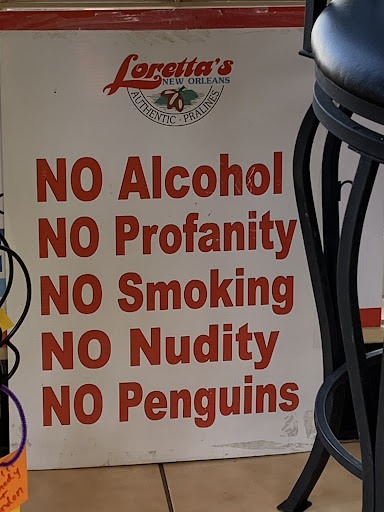 Loretta's
NEW ORLEANS
AUTHENTIC · PRALINES
NO Alcohol
NO Profanity
NO Smoking
NO Nudity
NO Penguins